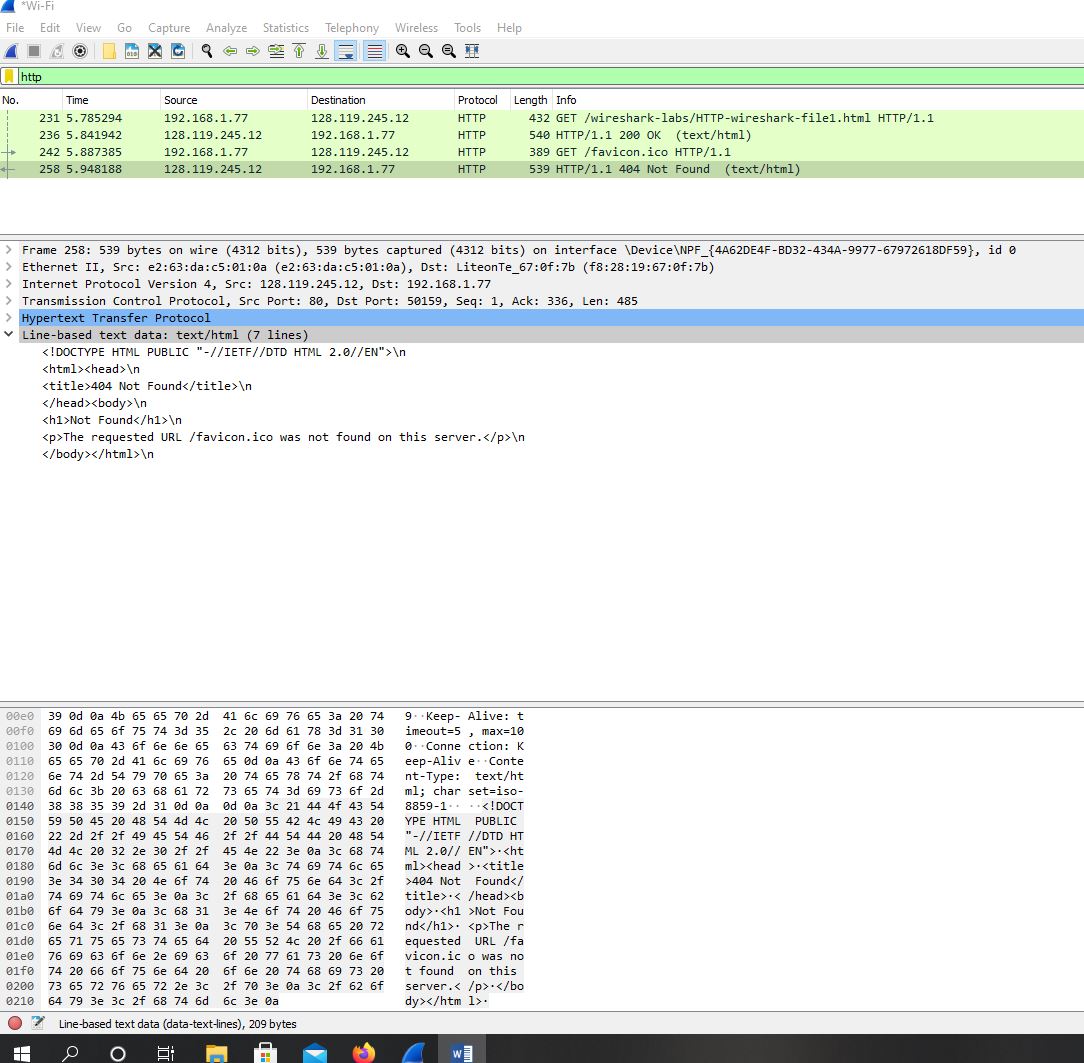 *Wi-Fi
File Edit View Go Capture Analyze Statistics Telephony Wireless Tools Help
http
No. Time Source Destination Protocol Length Info
231 5.785294 192.168.1.77 128.119.245.12 HTTP 432 GET /wireshark-labs/HTTP-wireshark-file1.html HTTP/1.1
236 5.841942 128.119.245.12 192.168.1.77 HTTP 540 HTTP/1.1 200 OK (text/html)
242 5.887385 192.168.1.77 128.119.245.12 HTTP 389 GET /favicon.ico HTTP/1.1
258 5.948188 128.119.245.12 192.168.1.77 HTTP 539 HTTP/1.1 404 Not Found (text/html)
Frame 258: 539 bytes on wire (4312 bits), 539 bytes captured (4312 bits) on interface \Device\NPF_{4A62DE4F-BD32-434A-9977-67972618DF59}, id 0
Ethernet II, Src: e2:63:da:c5:01:0a (e2:63:da:c5:01:0a), Dst: LiteonTe_67:0f:7b (f8:28:19:67:0f:7b)
Internet Protocol Version 4, Src: 128.119.245.12, Dst: 192.168.1.77
Transmission Control Protocol, Src Port: 80, Dst Port: 50159, Seq: 1, Ack: 336, Len: 485
Hypertext Transfer Protocol
Line-based text data: text/html (7 lines)
<!DOCTYPE HTML PUBLIC "-//IETF//DTD HTML 2.0//EN">\n
<html><head>\n
<title>404 Not Found</title>\n
</head><body>\n
<h1>Not Found</h1>\n
<p>The requested URL /favicon.ico was not found on this server.</p>\n
</body></html>\n
00e0 39 0d 0a 4b 65 65 70 2d 41 6c 69 76 65 3a 20 74 9··Keep- Alive: t
00f0 69 6d 65 6f 75 74 3d 35 2c 20 6d 61 78 3d 31 30 imeout=5 , max=10
0100 30 0d 0a 43 6f 6e 6e 65 63 74 69 6f 6e 3a 20 4b 0··Conne ction: K
0110 65 65 70 2d 41 6c 69 76 65 0d 0a 43 6f 6e 74 65 eep-Aliv e··Conte
0120 6e 74 2d 54 79 70 65 3a 20 74 65 78 74 2f 68 74 nt-Type: text/ht
0130 6d 6c 3b 20 63 68 61 72 73 65 74 3d 69 73 6f 2d ml; char set=iso-
0140 38 38 35 39 2d 31 0d 0a 0d 0a 3c 21 44 4f 43 54 8859-1·· ··<!DOCT
0150 59 50 45 20 48 54 4d 4c 20 50 55 42 4c 49 43 20 YPE HTML PUBLIC
0160 22 2d 2f 2f 49 45 54 46 2f 2f 44 54 44 20 48 54 "-//IETF //DTD HT
0170 4d 4c 20 32 2e 30 2f 2f 45 4e 22 3e 0a 3c 68 74 ML 2.0// EN">·<ht
0180 6d 6c 3e 3c 68 65 61 64 3e 0a 3c 74 69 74 6c 65 ml><head >·<title
0190 3e 34 30 34 20 4e 6f 74 20 46 6f 75 6e 64 3c 2f >404 Not Found</
01a0 74 69 74 6c 65 3e 0a 3c 2f 68 65 61 64 3e 3c 62 title>·< /head><b
01b0 6f 64 79 3e 0a 3c 68 31 3e 4e 6f 74 20 46 6f 75 ody>·<h1 >Not Fou
01c0 6e 64 3c 2f 68 31 3e 0a 3c 70 3e 54 68 65 20 72 nd</h1>· <p>The r
01d0 65 71 75 65 73 74 65 64 20 55 52 4c 20 2f 66 61 equested URL /fa
01e0 76 69 63 6f 6e 2e 69 63 6f 20 77 61 73 20 6e 6f vicon.ic o was no
01f0 74 20 66 6f 75 6e 64 20 6f 6e 20 74 68 69 73 20 t found on this
0200 73 65 72 76 65 72 2e 3c 2f 70 3e 0a 3c 2f 62 6f server.< /p>·</bo
0210 64 79 3e 3c 2f 68 74 6d 6c 3e 0a dy></htm l>·
Line-based text data (data-text-lines), 209 bytes